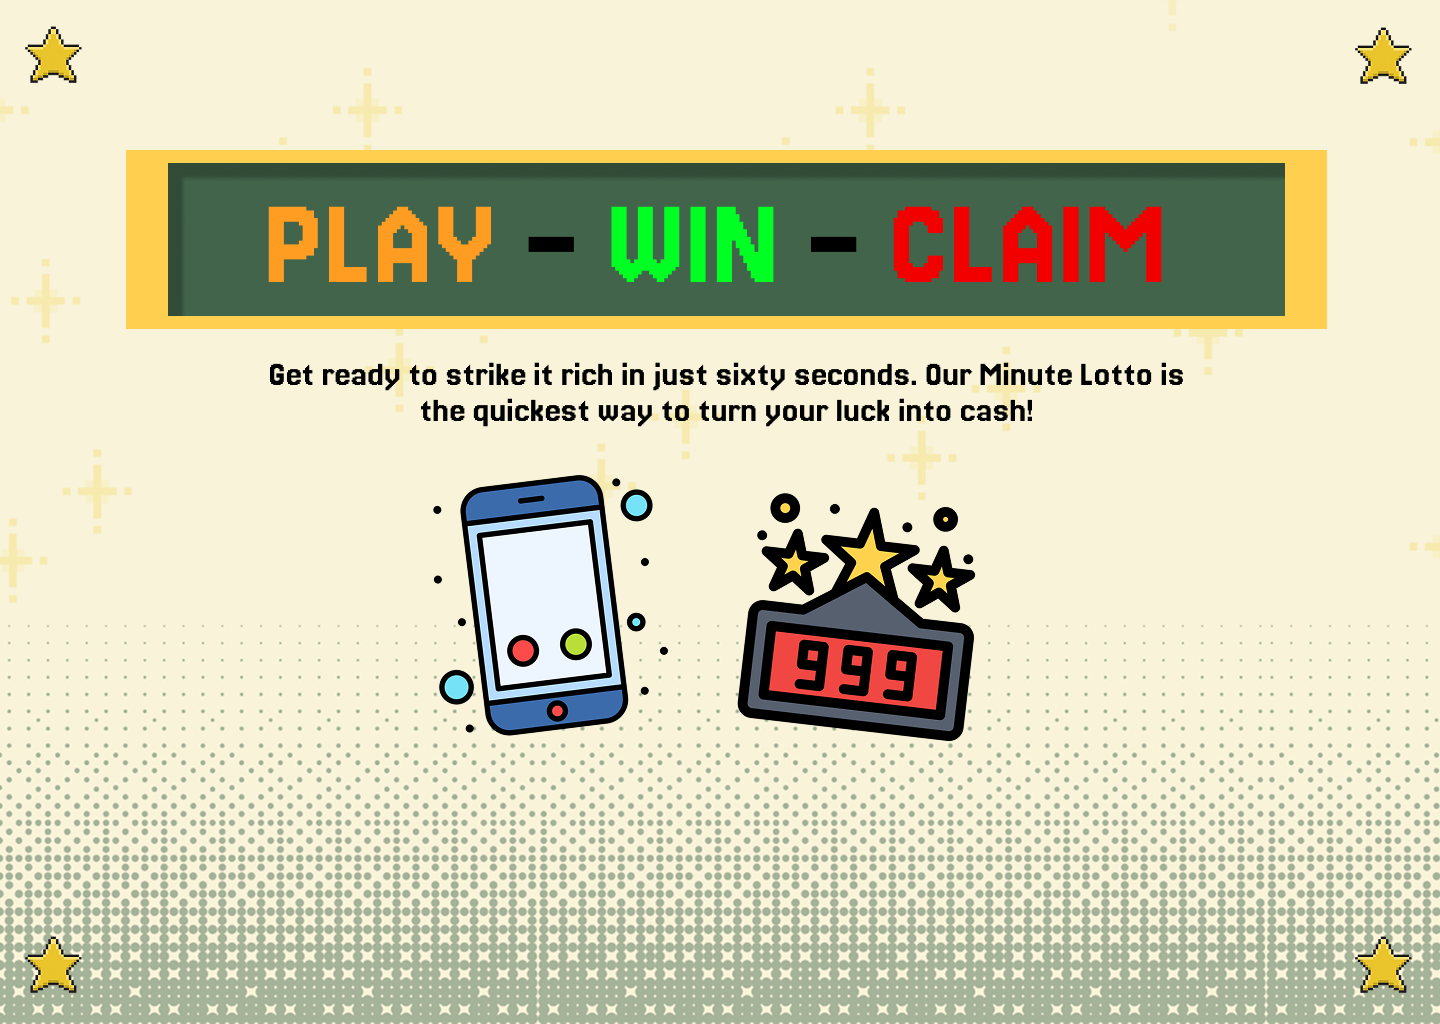 PLAY - WIN - CLAIM
Get ready to strike it rich in just sixty seconds. Our Minute Lotto is
the quickest way to turn your luck into cash!
999